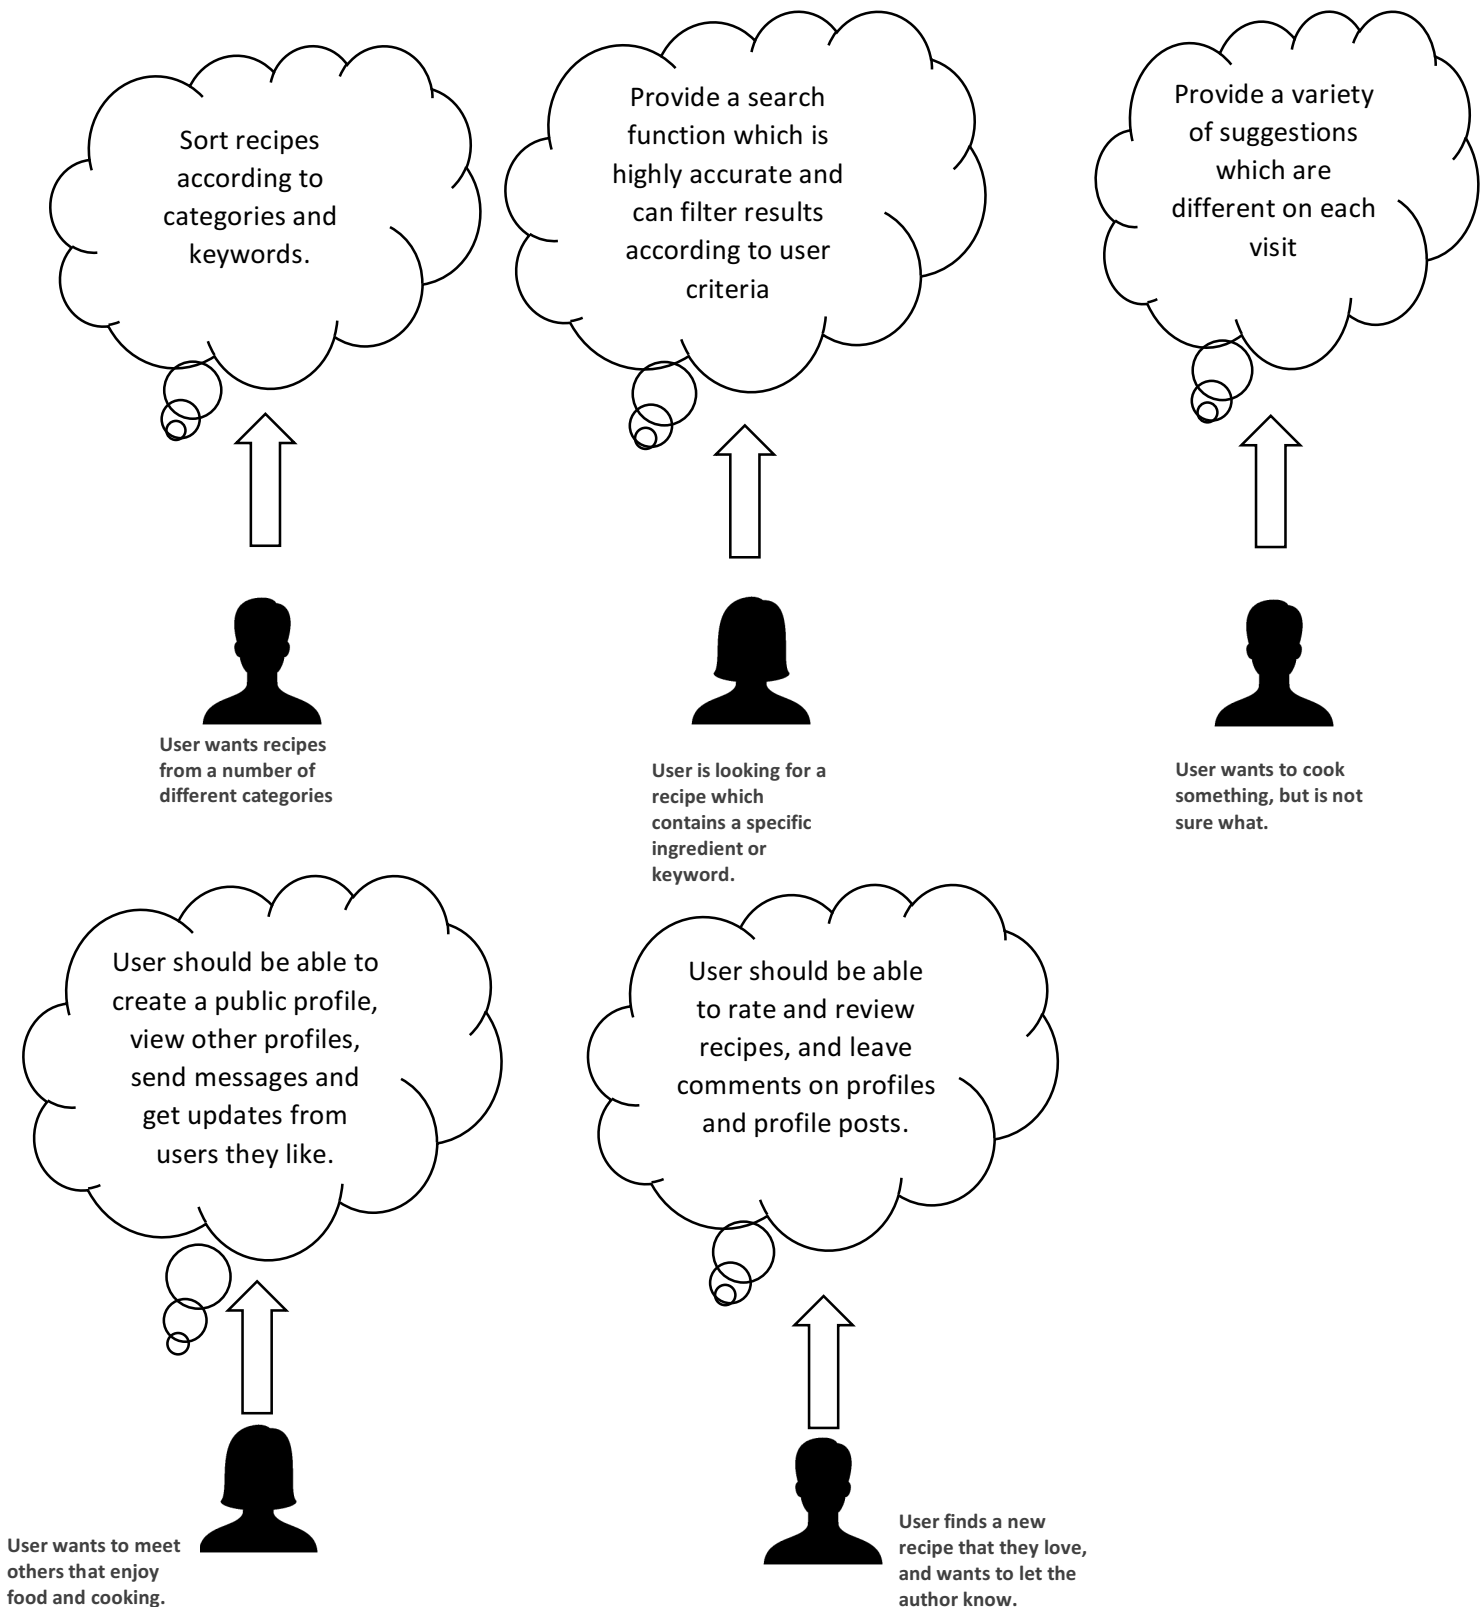 Sort recipes
according to
categories and
keywords.
Provide a search
function which is
highly accurate and
can filter results
according to user
criteria
Provide a variety
of suggestions
which are
different on each
visit
User wants recipes
from a number of
different categories
User is looking for a
recipe which
contains a specific
ingredient or
keyword.
User wants to cook
something, but is not
sure what.
User should be able to
create a public profile,
view other profiles,
send messages and
get updates from
users they like.
User should be able
to rate and review
recipes, and leave
comments on profiles
and profile posts.
User wants to meet
others that enjoy
food and cooking.
User finds a new
recipe that they love,
and wants to let the
author know.